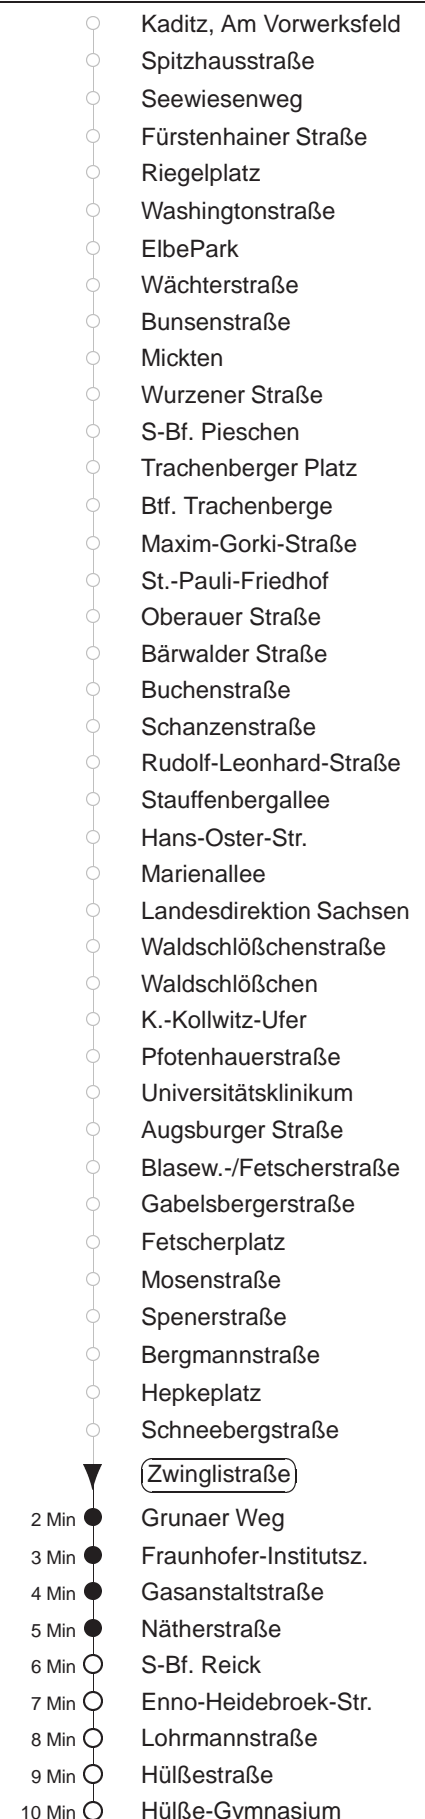 Kaditz, Am Vorwerksfeld
Spitzhausstraße
Seewiesenweg
Fürstenhainer Straße
Riegelplatz
Washingtonstraße
ElbePark
Wächterstraße
Bunsenstraße
Mickten
Wurzener Straße
S-Bf. Pieschen
Trachenberger Platz
Btf. Trachenberge
Maxim-Gorki-Straße
St.-Pauli-Friedhof
Oberauer Straße
Bärwalder Straße
Buchenstraße
Schanzenstraße
Rudolf-Leonhard-Straße
Stauffenbergallee
Hans-Oster-Str.
Marienallee
Landesdirektion Sachsen
Waldschlößchenstraße
Waldschlößchen
K.-Kollwitz-Ufer
Pfotenhauerstraße
Universitätsklinikum
Augsburger Straße
Blasew.-/Fetscherstraße
Gabelsbergerstraße
Fetscherplatz
Mosenstraße
Spenerstraße
Bergmannstraße
Hepkeplatz
Schneebergstraße
Zwinglistraße
2 Min Grunaer Weg
3 Min Fraunhofer-Institutsz.
4 Min Gasanstaltstraße
5 Min Nätherstraße
6 Min S-Bf. Reick
7 Min Enno-Heidebroek-Str.
8 Min Lohrmannstraße
9 Min Hülßestraße
10 Min Hülße-Gymnasium